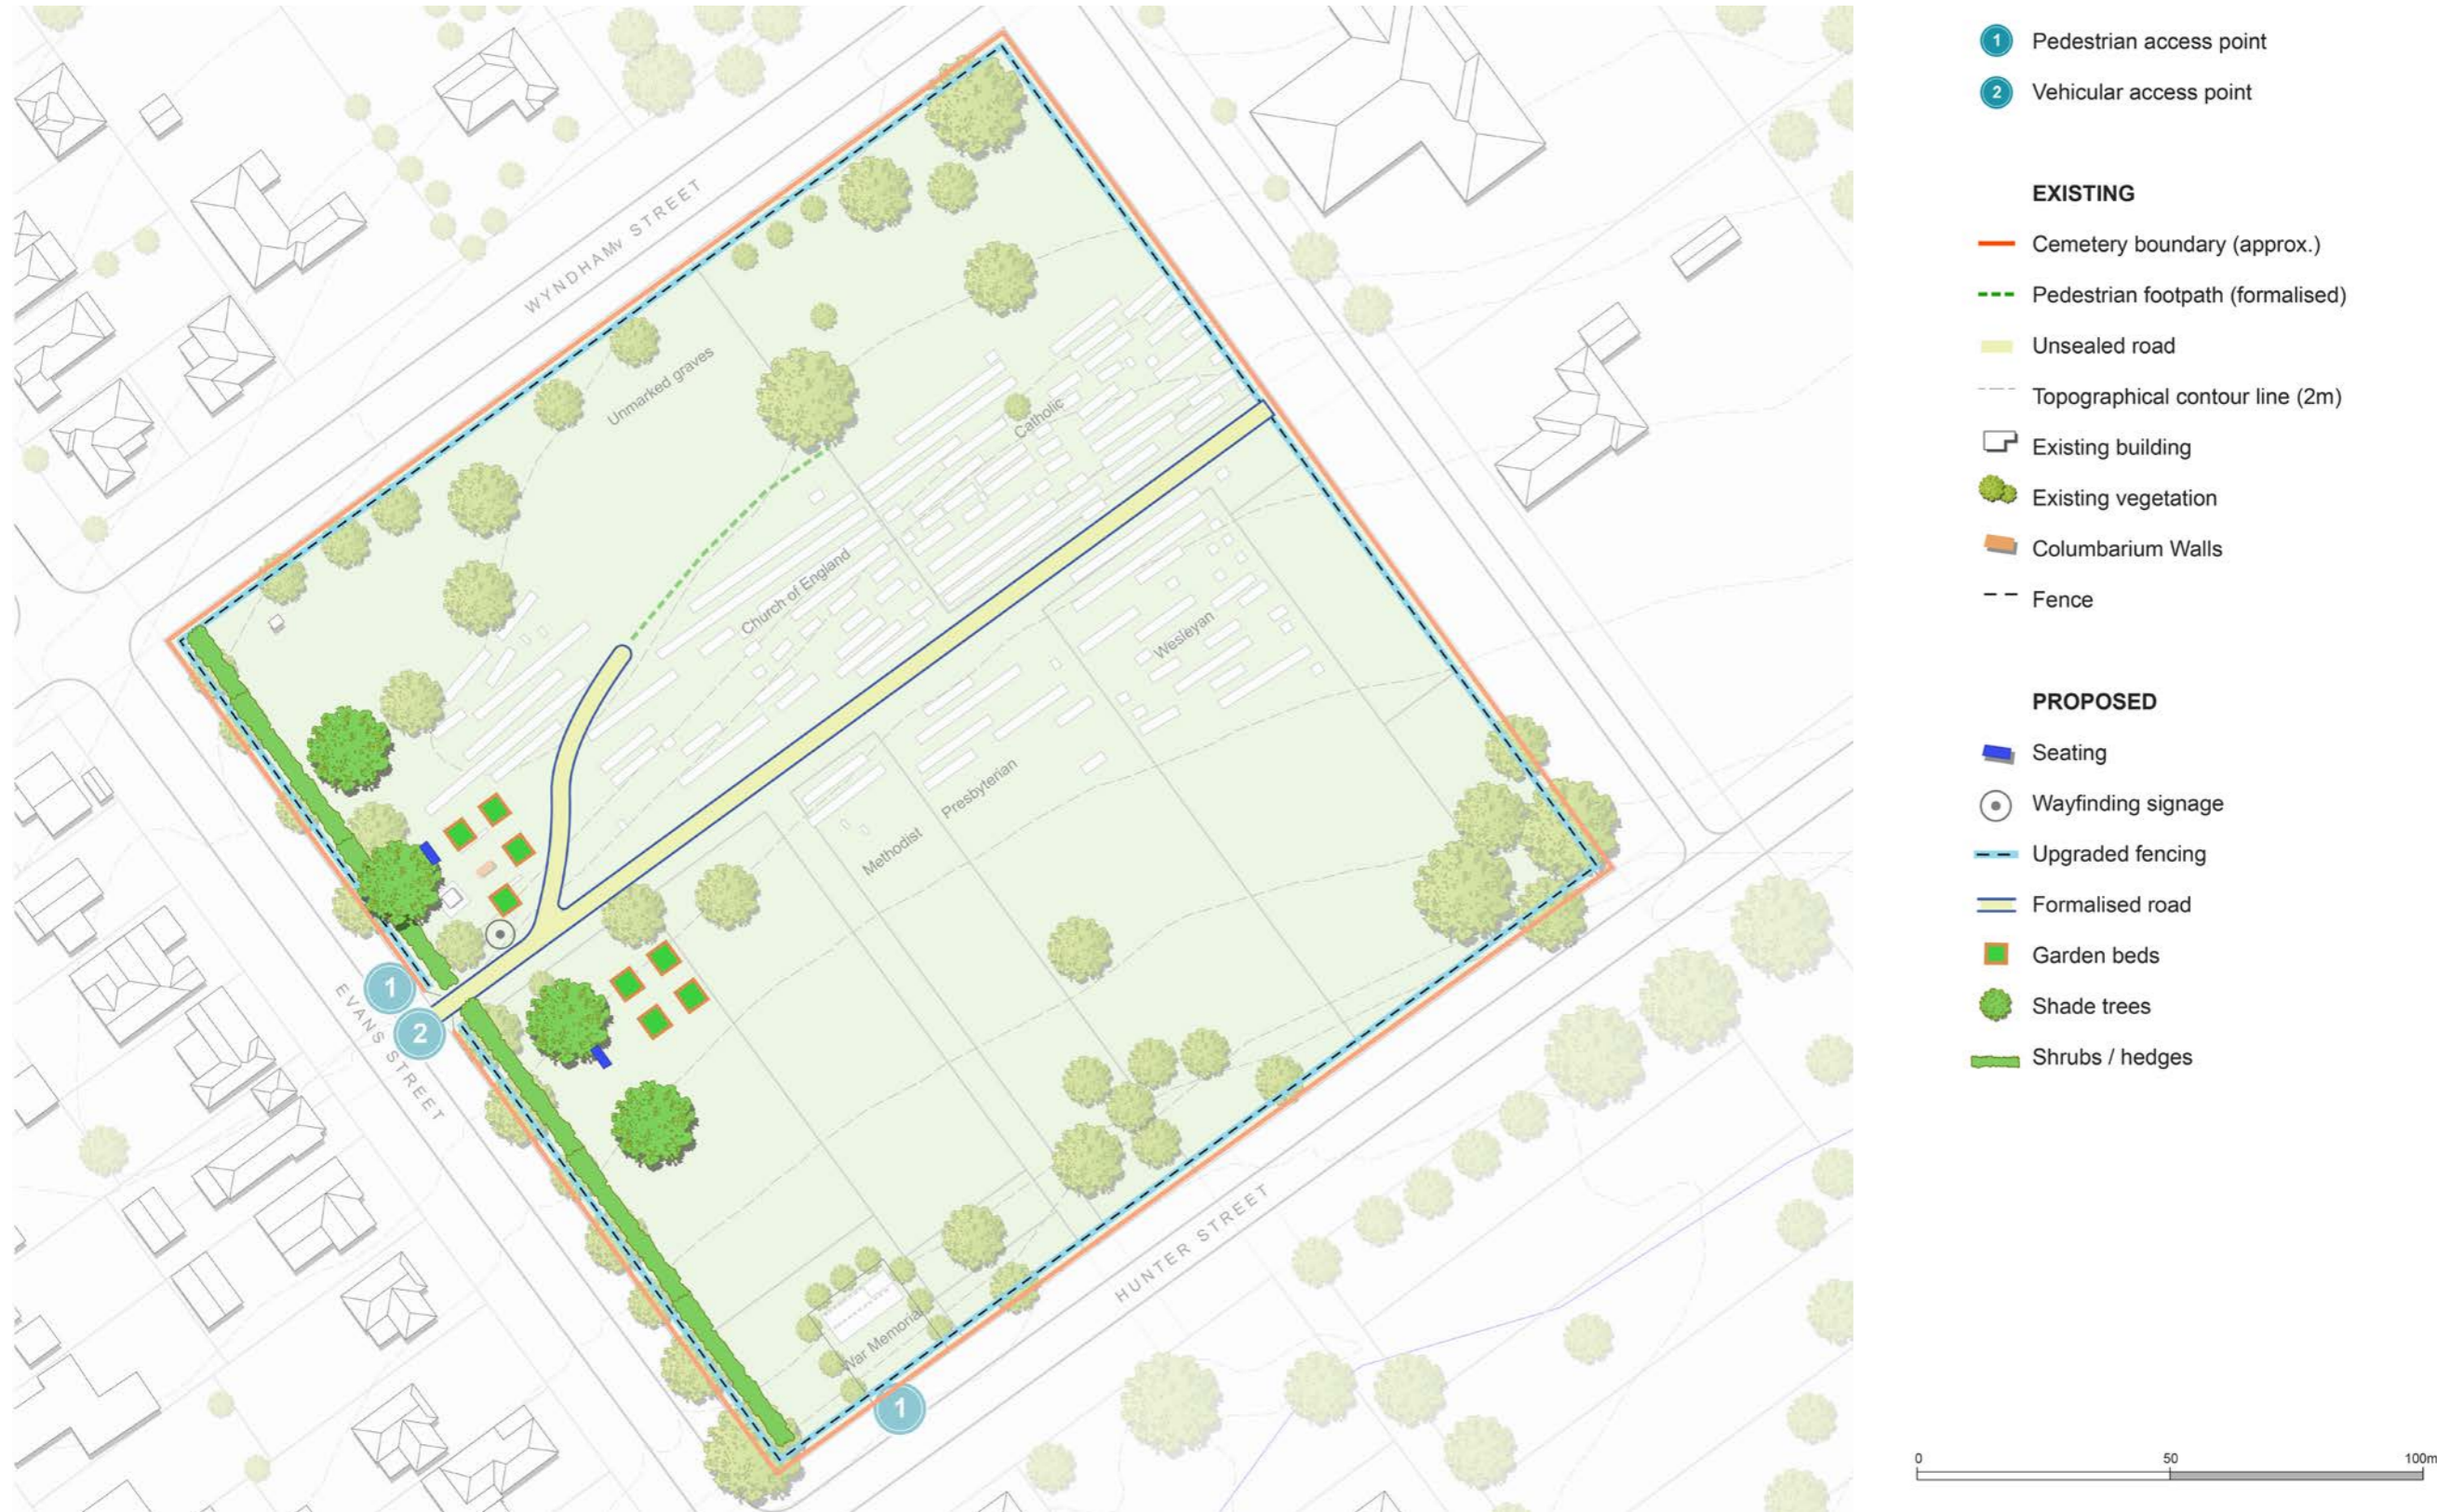 WYNDHAMv STREET
Unmarked graves
Catholic
Church of England
Wesleyan
Presbyterian
Methodist
EVANS STREET
1
2
War Memorial
1
HUNTER STREET
1 Pedestrian access point
2 Vehicular access point
EXISTING
Cemetery boundary (approx.)
Pedestrian footpath (formalised)
Unsealed road
Topographical contour line (2m)
Existing building
Existing vegetation
Columbarium Walls
Fence
PROPOSED
Seating
Wayfinding signage
Upgraded fencing
Formalised road
Garden beds
Shade trees
Shrubs / hedges
0 50 100m